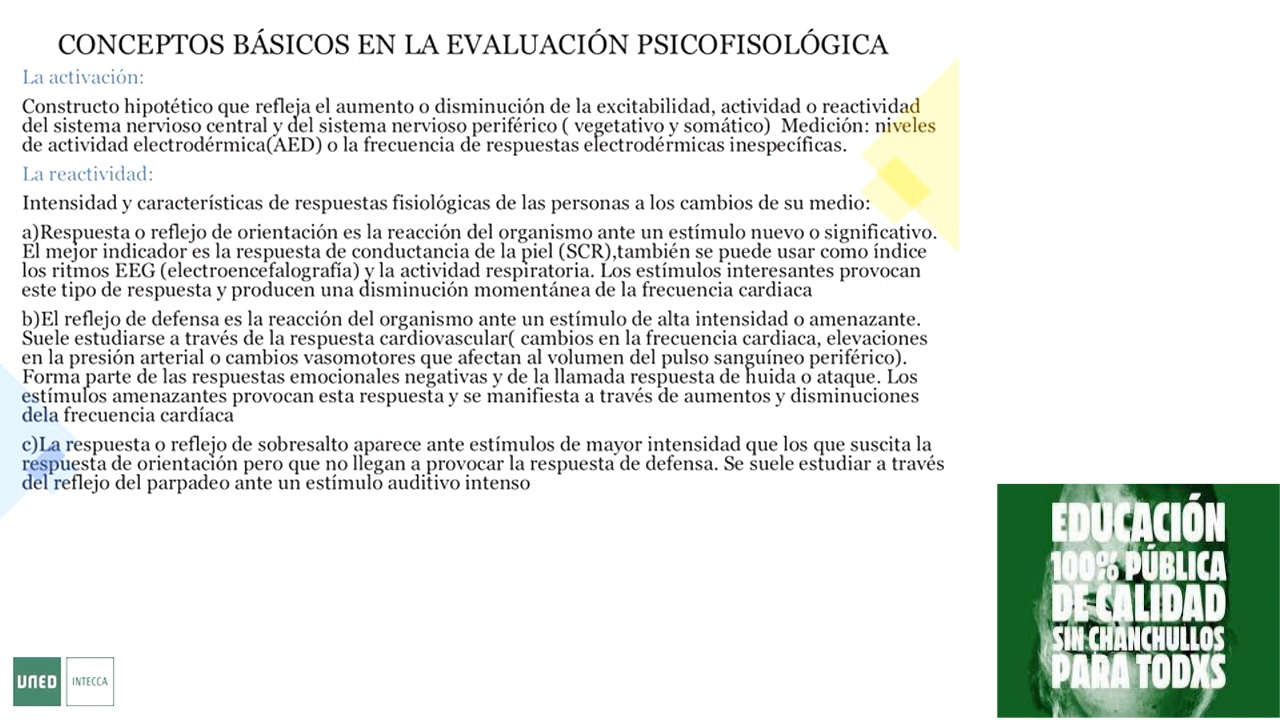 CONCEPTOS BÁSICOS EN LA EVALUACIÓN PSICOFISOLÓGICA
La activación:
Constructo hipotético que refleja el aumento o disminución de la excitabilidad, actividad o reactividad
del sistema nervioso central y del sistema nervioso periférico ( vegetativo y somático)  Medición: niveles
de actividad electrodérmica(AED) o la frecuencia de respuestas electrodérmicas inespecíficas.
La reactividad:
Intensidad y características de respuestas fisiológicas de las personas a los cambios de su medio:
a)Respuesta o reflejo de orientación es la reacción del organismo ante un estímulo nuevo o significativo.
El mejor indicador es la respuesta de conductancia de la piel (SCR),también se puede usar como índice
los ritmos EEG (electroencefalografía) y la actividad respiratoria. Los estímulos interesantes provocan
este tipo de respuesta y producen una disminución momentánea de la frecuencia cardiaca
b)El reflejo de defensa es la reacción del organismo ante un estímulo de alta intensidad o amenazante.
Suele estudiarse a través de la respuesta cardiovascular( cambios en la frecuencia cardiaca, elevaciones
en la presión arterial o cambios vasomotores que afectan al volumen del pulso sanguíneo periférico).
Forma parte de las respuestas emocionales negativas y de la llamada respuesta de huida o ataque. Los
estímulos amenazantes provocan esta respuesta y se manifiesta a través de aumentos y disminuciones
dela frecuencia cardíaca
c)La respuesta o reflejo de sobresalto aparece ante estímulos de mayor intensidad que los que suscita la
respuesta de orientación pero que no llegan a provocar la respuesta de defensa. Se suele estudiar a través
del reflejo del parpadeo ante un estímulo auditivo intenso
EDUCACIÓN
100% PÚBLICA
DE CALIDAD
SIN CHANCHULLOS
PARA TODXS
UNED
INTECCA